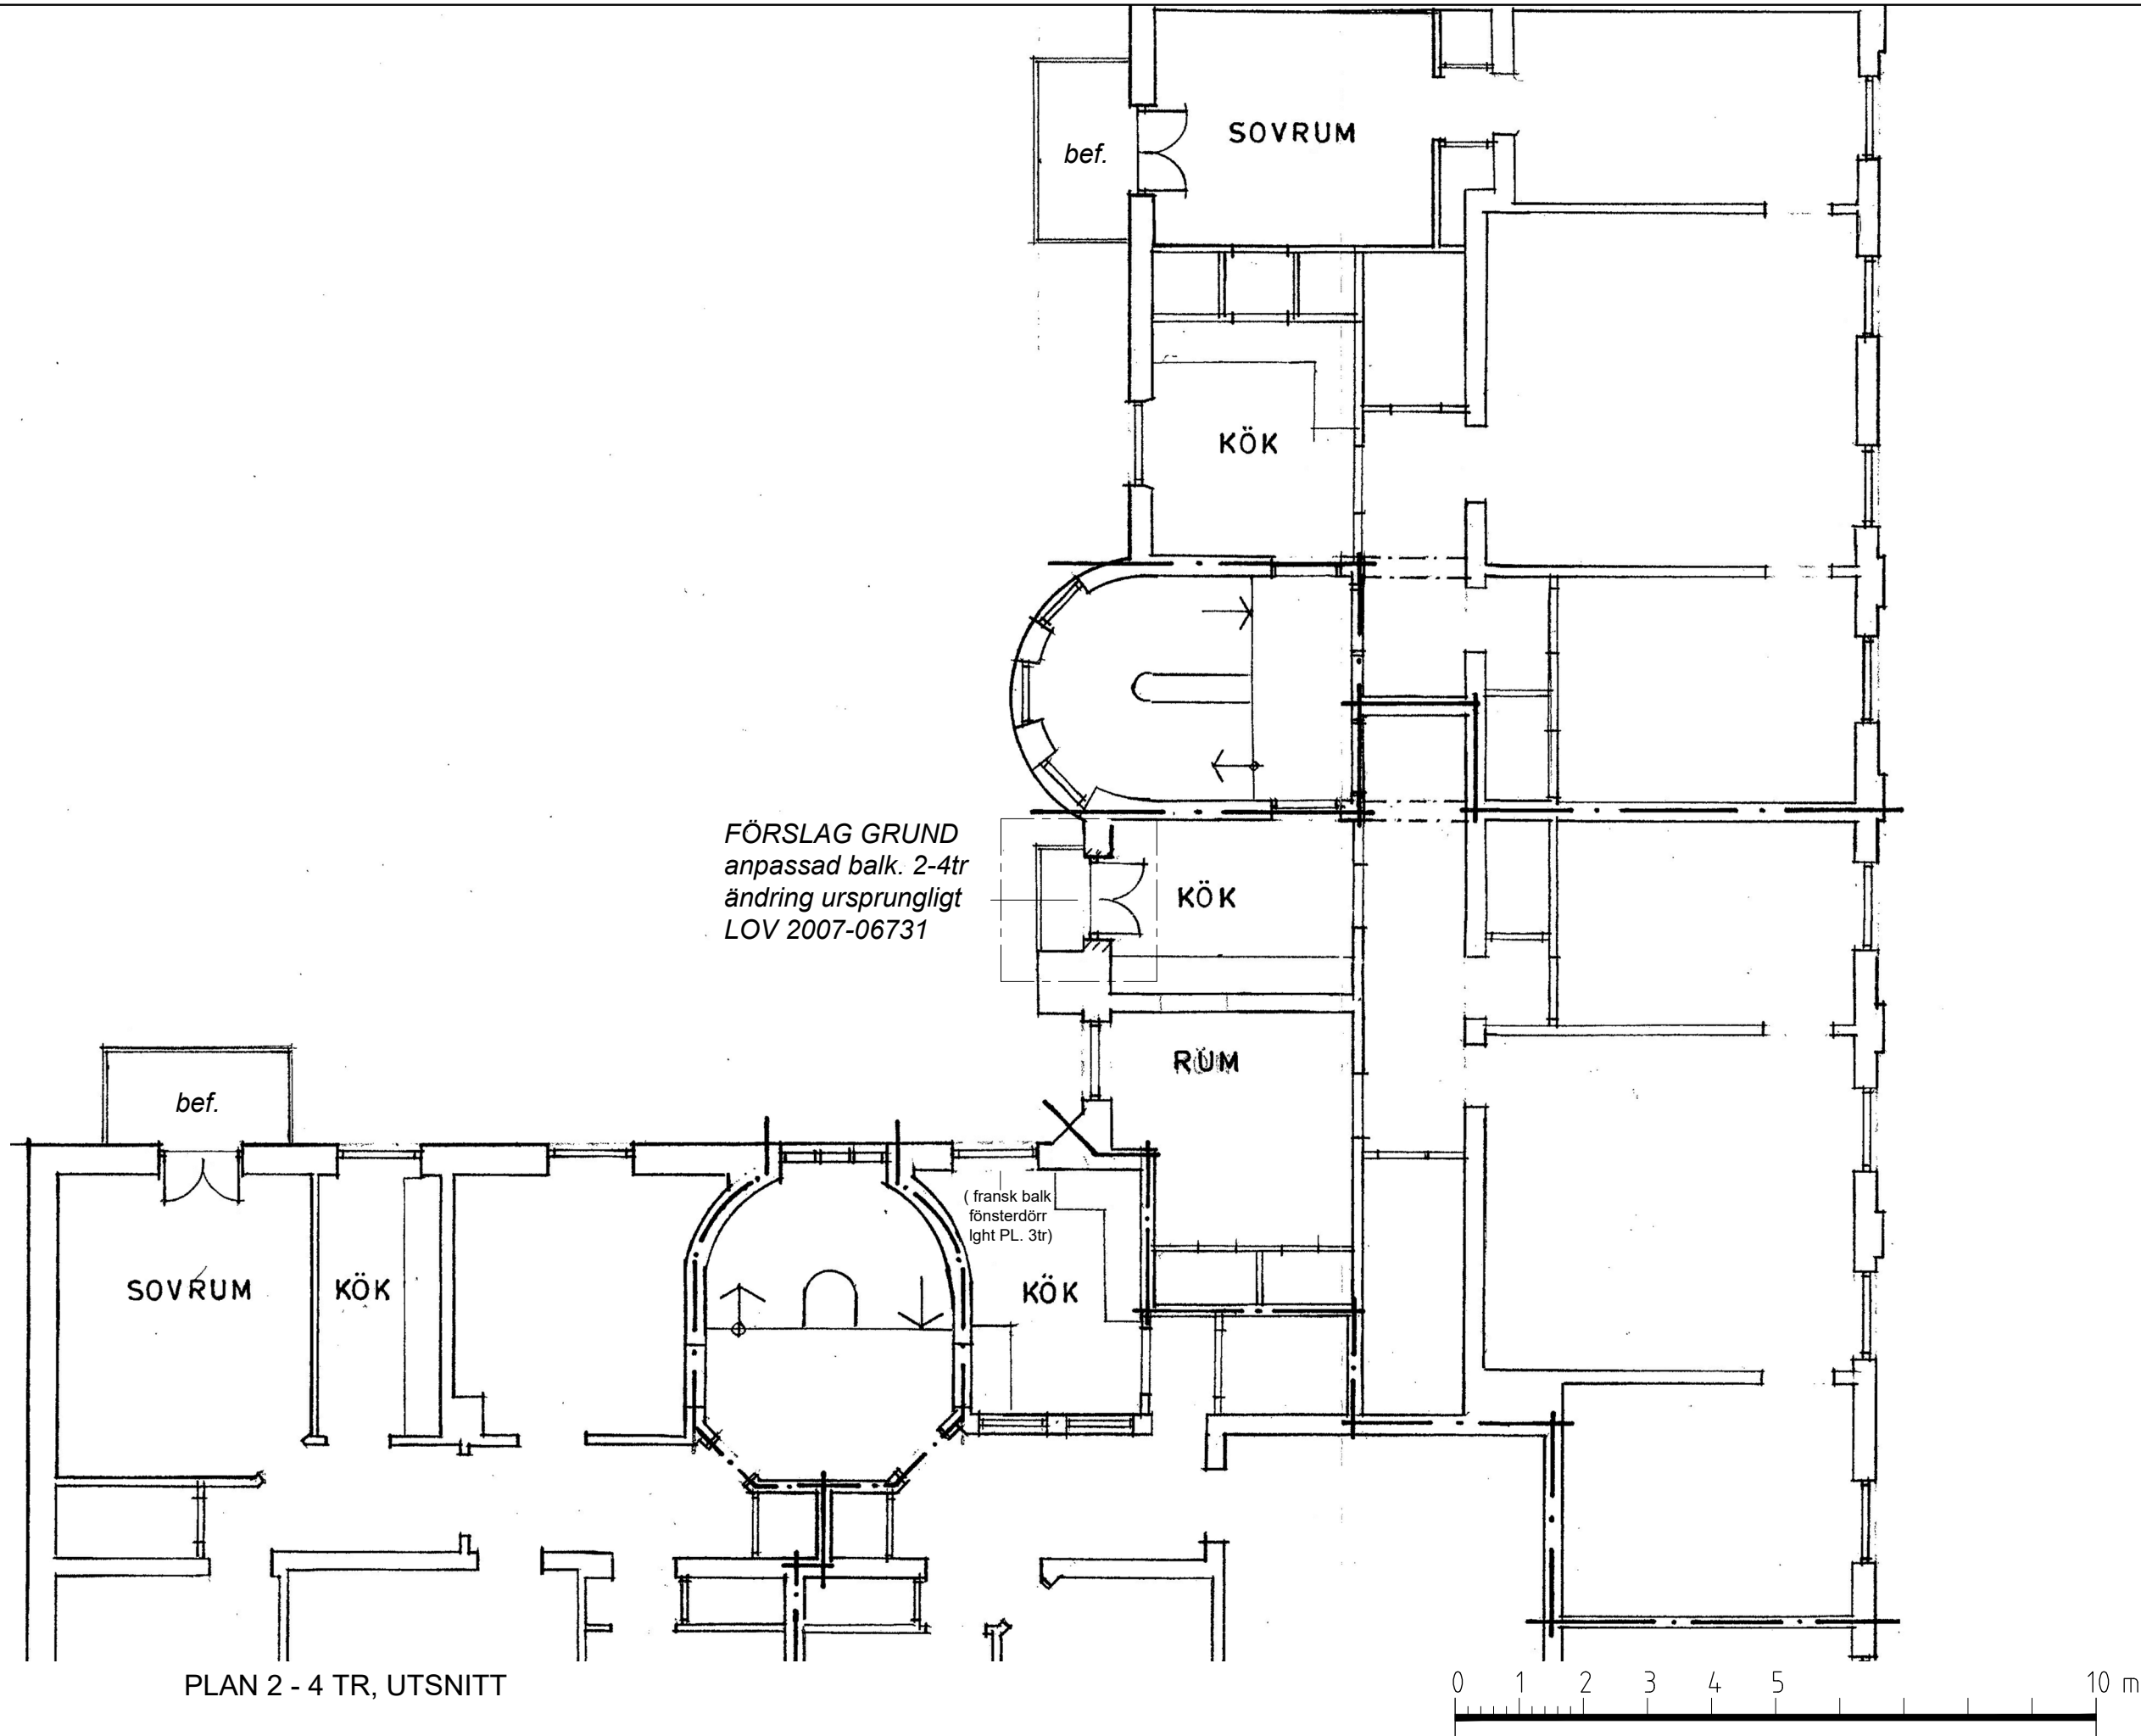 SOVRUM
bef.
KÖK
FÖRSLAG GRUND
anpassad balk. 2-4tr
ändring ursprungligt
LOV 2007-06731
KÖK
RUM
bef.
( fransk balk
fönsterdörr
lght PL. 3tr)
SOVRUM
KÖK
KÖK
PLAN 2 - 4 TR, UTSNITT
0 1 2 3 4 5 10 m